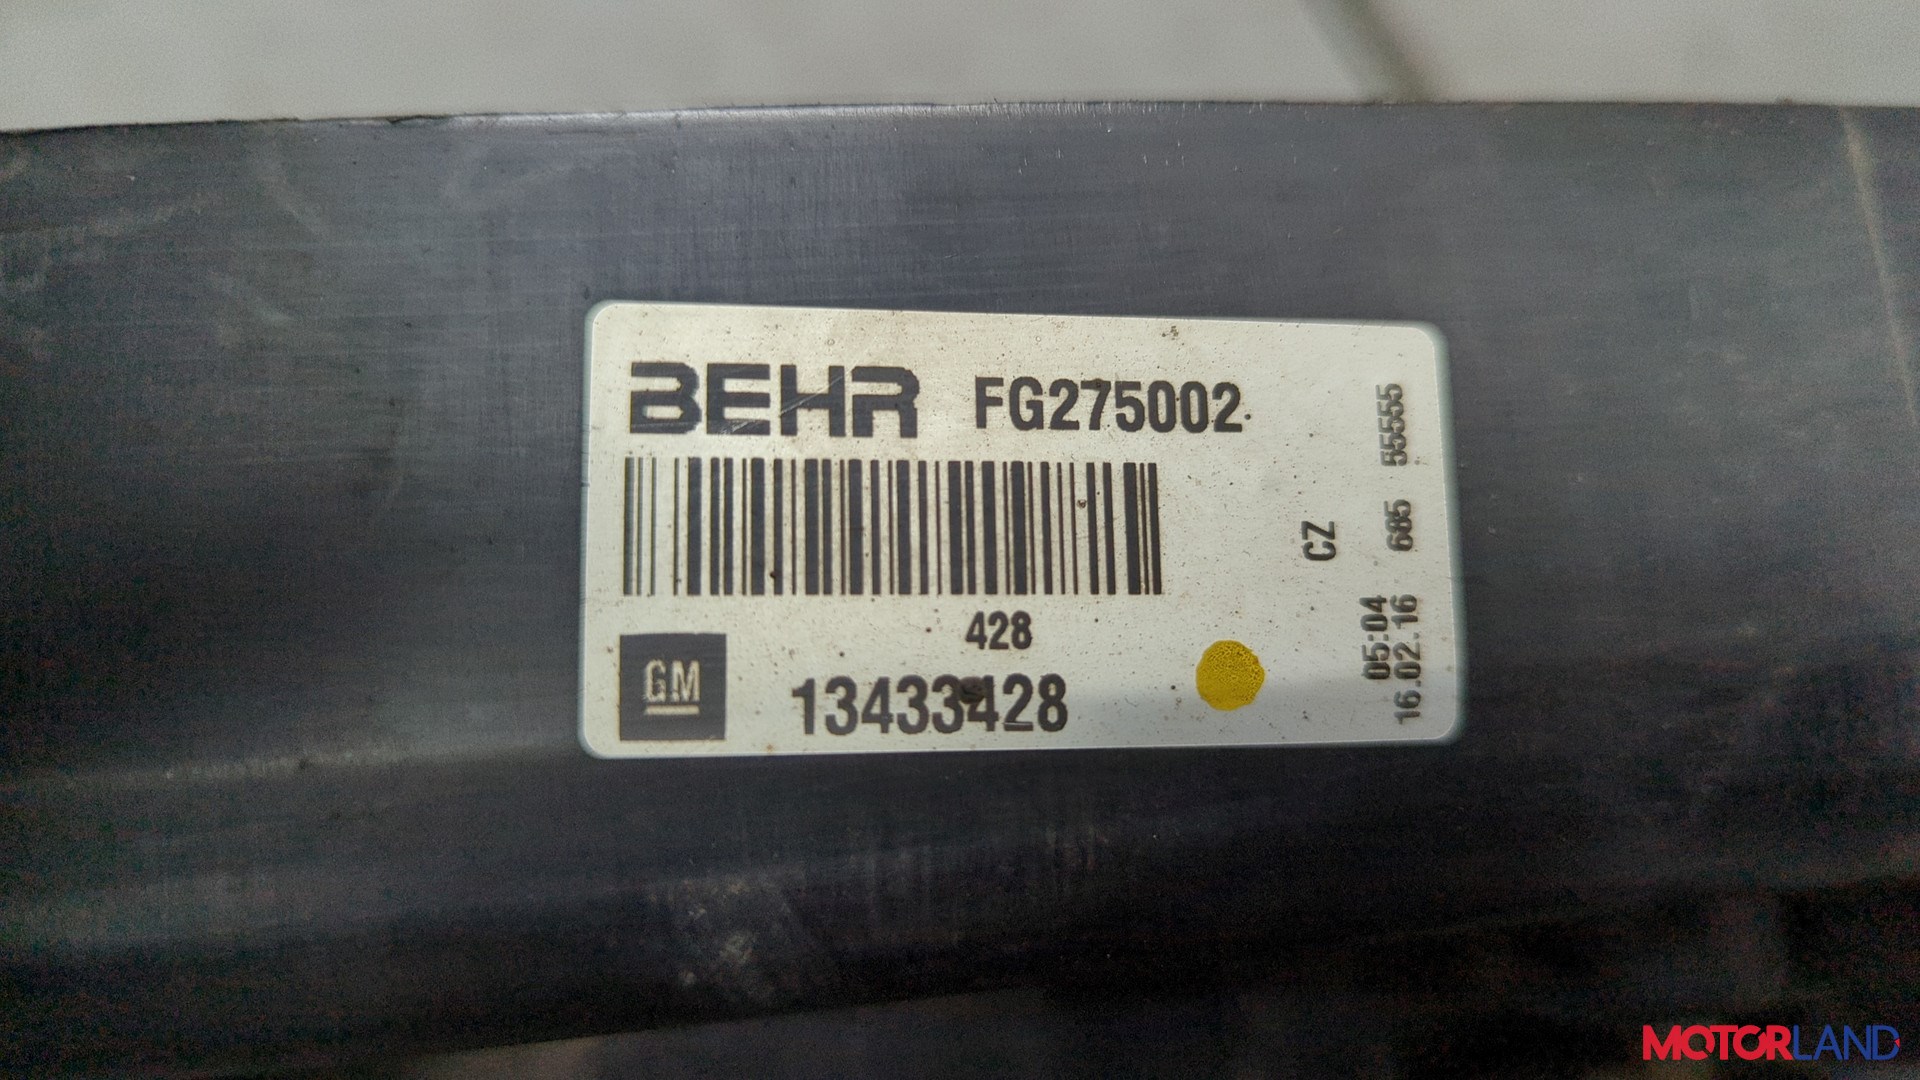 BEHR FG275002
428
GM 13433428
CZ
05:04
16.02.16 685 55555
MOTORLAND